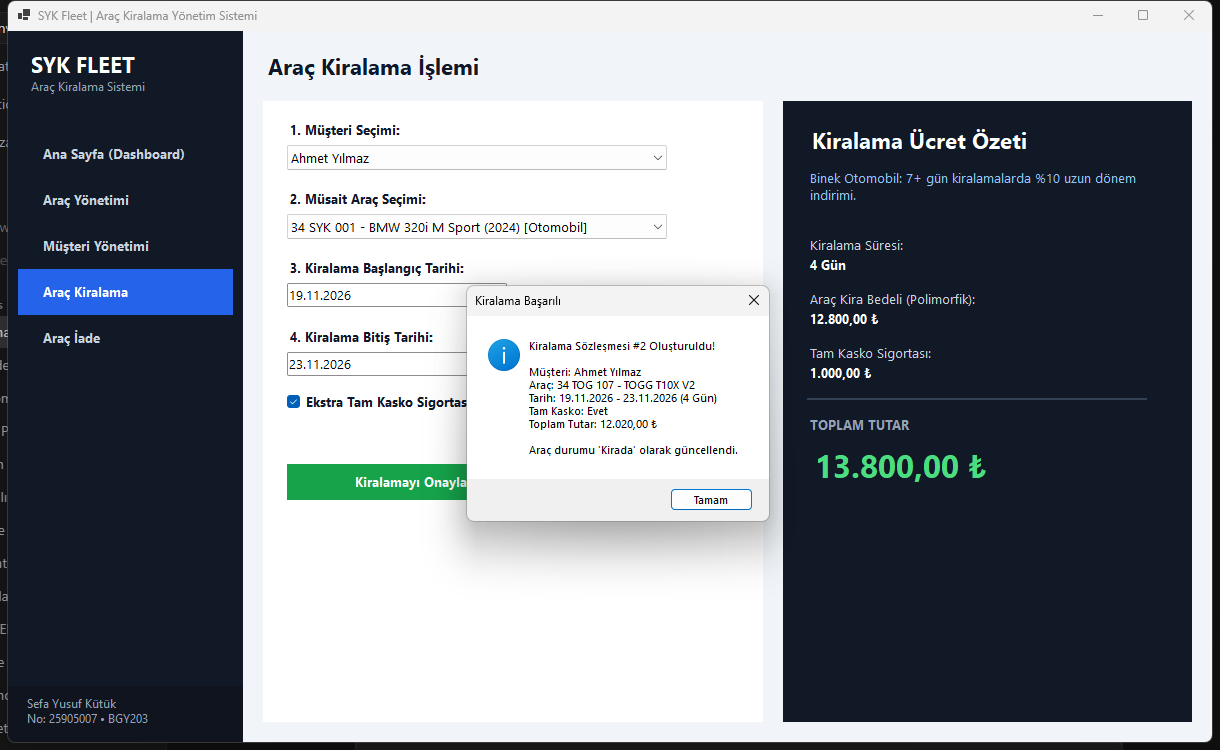 SYK Fleet | Araç Kiralama Yönetim Sistemi
SYK FLEET
Araç Kiralama Sistemi
Ana Sayfa (Dashboard)
Araç Yönetimi
Müşteri Yönetimi
Araç Kiralama
Araç İade
Sefa Yusuf Kütük
No: 25905007 • BGY203
Araç Kiralama İşlemi
1. Müşteri Seçimi:
Ahmet Yılmaz
2. Müsait Araç Seçimi:
34 SYK 001 - BMW 320i M Sport (2024) [Otomobil]
3. Kiralama Başlangıç Tarihi:
19.11.2026
4. Kiralama Bitiş Tarihi:
23.11.2026
Ekstra Tam Kasko Sigortas
Kiralamayı Onayla
Kiralama Başarılı
Kiralama Sözleşmesi #2 Oluşturuldu!
Müşteri: Ahmet Yılmaz
Araç: 34 TOG 107 - TOGG T10X V2
Tarih: 19.11.2026 - 23.11.2026 (4 Gün)
Tam Kasko: Evet
Toplam Tutar: 12.020,00 ₺
Araç durumu 'Kirada' olarak güncellendi.
Tamam
Kiralama Ücret Özeti
Binek Otomobil: 7+ gün kiralamalarda %10 uzun dönem
indirimi.
Kiralama Süresi:
4 Gün
Araç Kira Bedeli (Polimorfik):
12.800,00 ₺
Tam Kasko Sigortası:
1.000,00 ₺
TOPLAM TUTAR
13.800,00 ₺